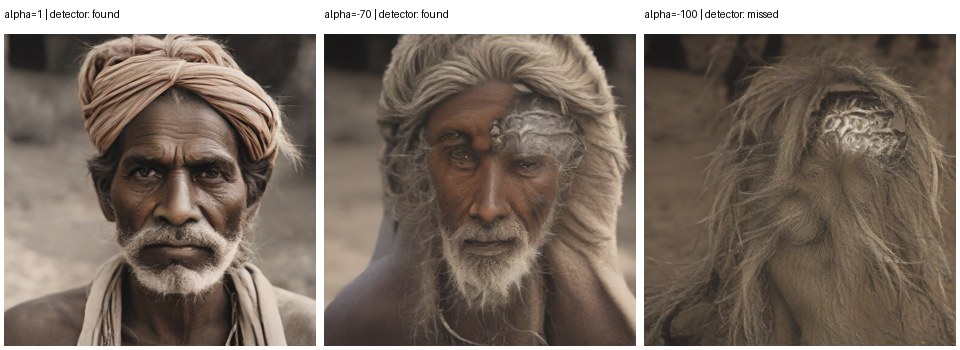 alpha=1 | detector: found
alpha=-70 | detector: found
alpha=-100 | detector: missed